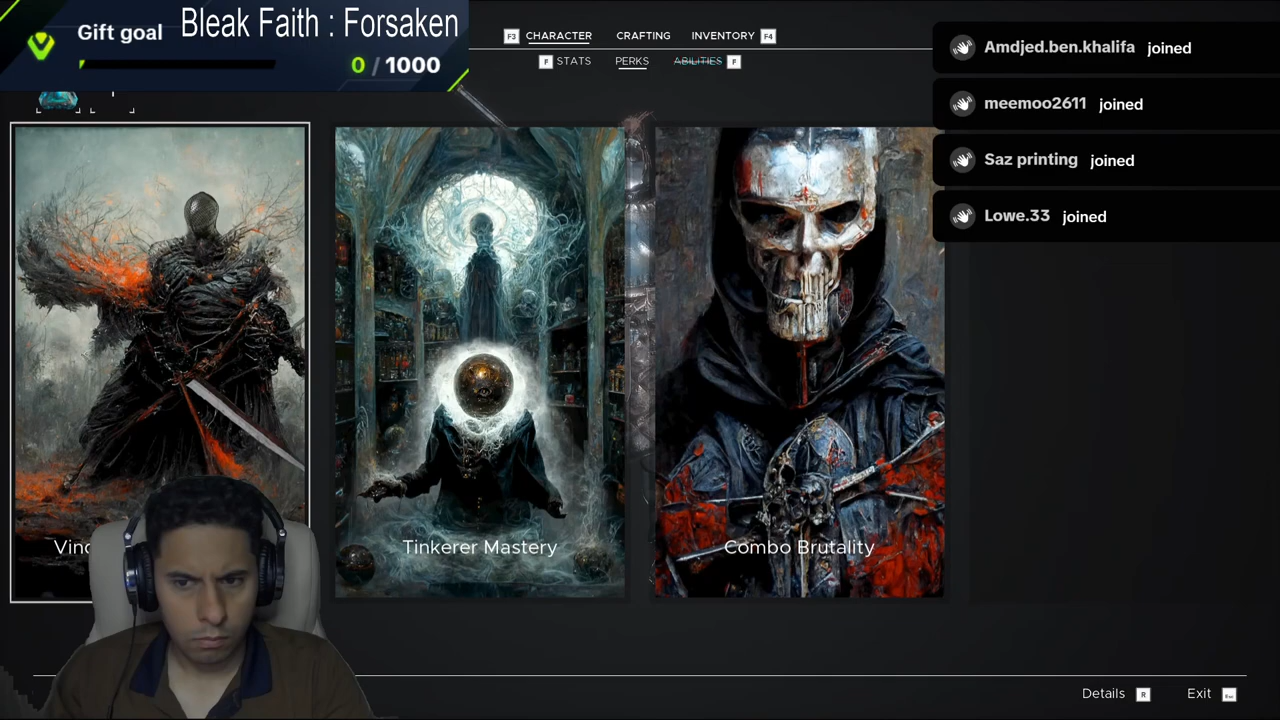 Gift goal
Bleak Faith : Forsaken
0 / 1000
F3 CHARACTER CRAFTING INVENTORY F4
F STATS PERKS ABILITIES F
Amdjed.ben.khalifa joined
meemoo2611 joined
Saz printing joined
Lowe.33 joined
Tinkerer Mastery
Combo Brutality
Details R Exit